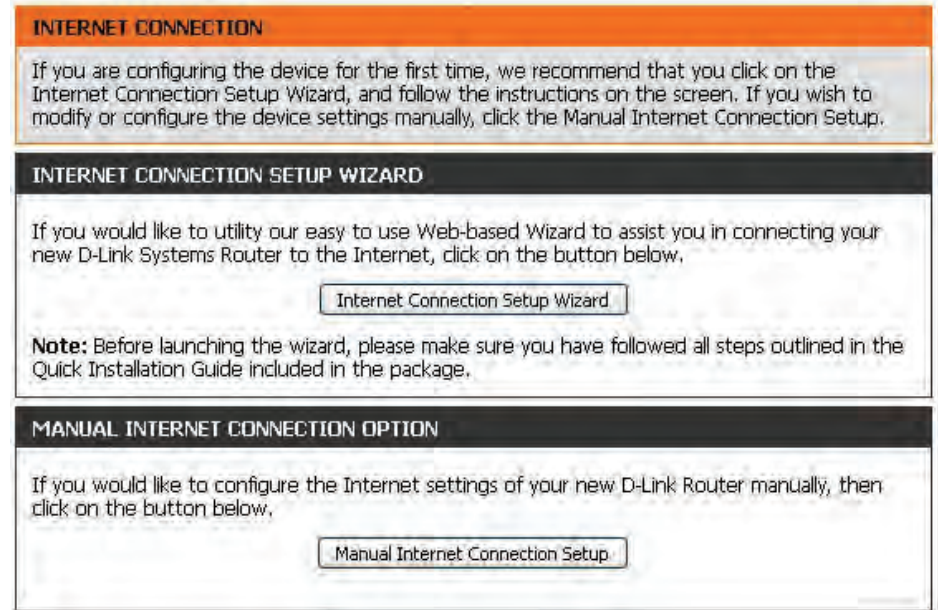 INTERNET CONNECTION
If you are configuring the device for the first time, we recommend that you click on the
Internet Connection Setup Wizard, and follow the instructions on the screen. If you wish to
modify or configure the device settings manually, click the Manual Internet Connection Setup.
INTERNET CONNECTION SETUP WIZARD
If you would like to utility our easy to use Web-based Wizard to assist you in connecting your
new D-Link Systems Router to the Internet, click on the button below.
Internet Connection Setup Wizard
Note: Before launching the wizard, please make sure you have followed all steps outlined in the
Quick Installation Guide included in the package.
MANUAL INTERNET CONNECTION OPTION
If you would like to configure the Internet settings of your new D-Link Router manually, then
click on the button below.
Manual Internet Connection Setup